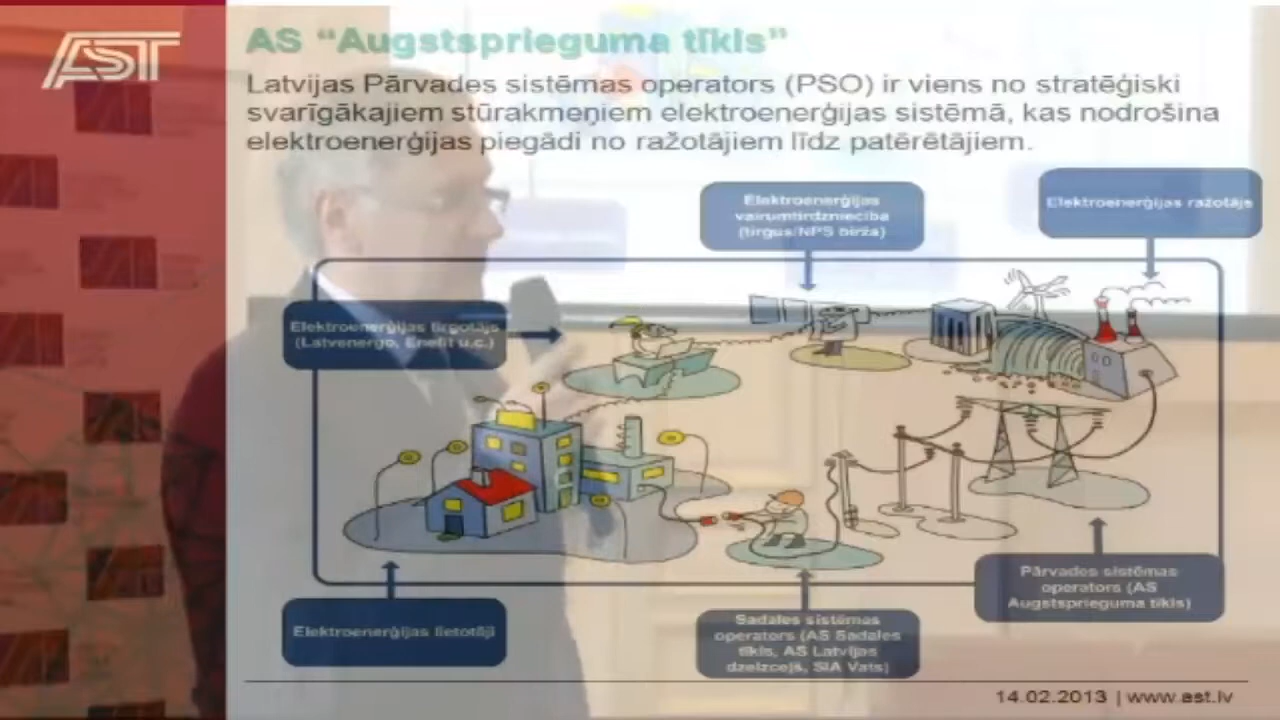 AST
AS “Augstsprieguma tīkls”
Latvijas Pārvades sistēmas operators (PSO) ir viens no stratēģiski
svarīgākajiem stūrakmeņiem elektroenerģijas sistēmā, kas nodrošina
elektroenerģijas piegādi no ražotājiem līdz patērētājiem.
Elektroenerģijas
vairumtirdzniecība
(tirgus/NPS birža)
Elektroenerģijas ražotājs
Elektroenerģijas tirgotājs
(Latvenergo, Enefit u.c.)
Elektroenerģijas lietotāji
Sadales sistēmas
operators (AS Sadales
tīkls, AS Latvijas
dzelzceļš, SIA Vats)
Pārvades sistēmas
operators (AS
Augstsprieguma tīkls)
14.02.2013 | www.ast.lv